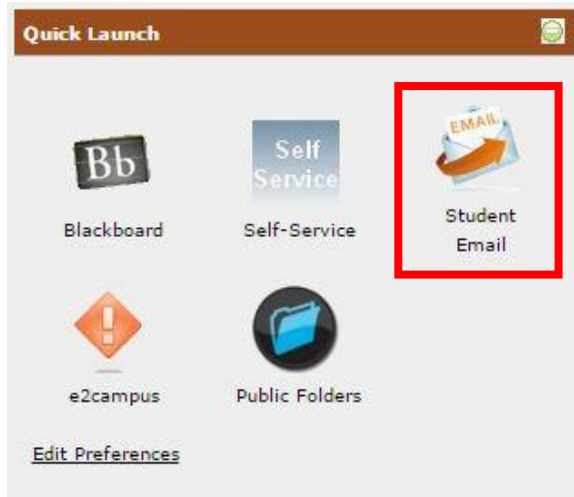 Quick Launch
Bb
Self
Service
EMAIL
Blackboard
Self-Service
Student
Email
e2campus
Public Folders
Edit Preferences